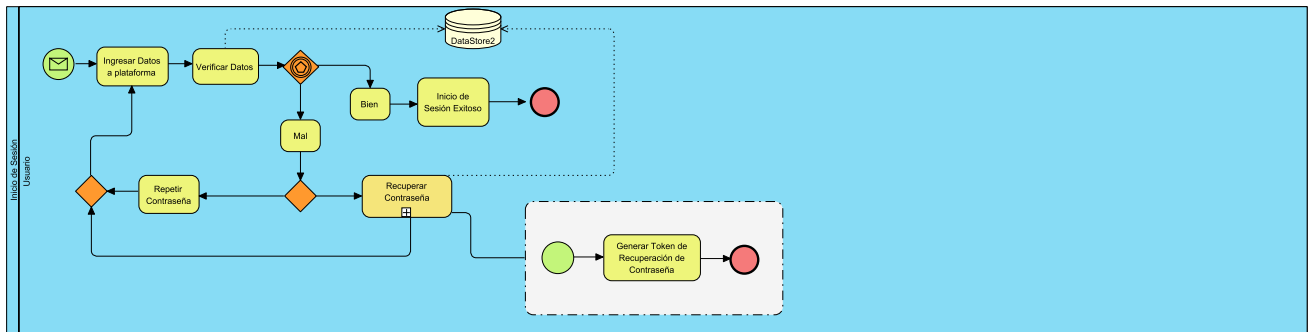 Inicio de Sesión
Usuario
DataStore2
Ingresar Datos
a plataforma
Verificar Datos
Bien
Inicio de
Sesión Exitoso
Mal
Repetir
Contraseña
Recuperar
Contraseña
Generar Token de
Recuperación de
Contraseña